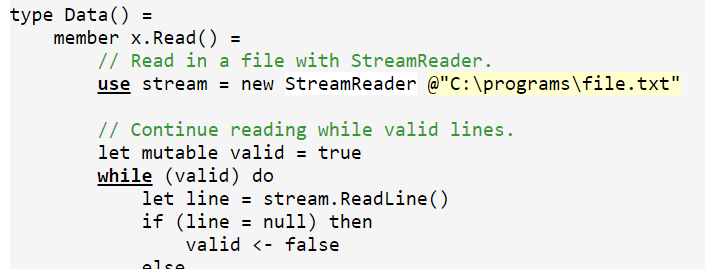 type Data() =
    member x.Read() =
        // Read in a file with StreamReader.
        use stream = new StreamReader @"C:\programs\file.txt"

        // Continue reading while valid lines.
        let mutable valid = true
        while (valid) do
            let line = stream.ReadLine()
            if (line = null) then
                valid <- false
            else